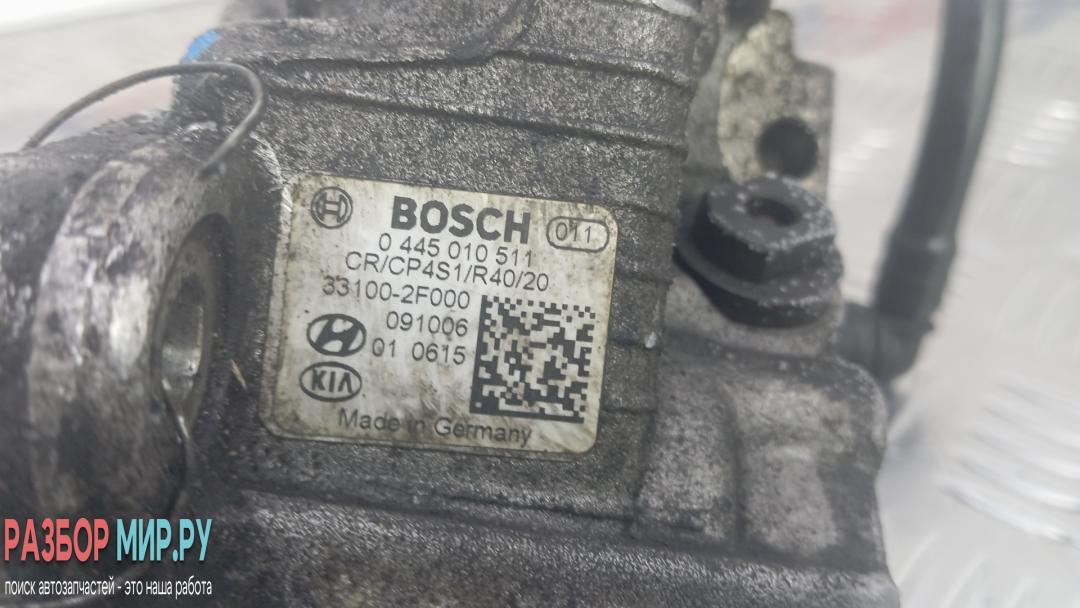 BOSCH 011
0 445 010 511
CR/CP4S1/R40/20
33100-2F000
091006
01 0615
KIA
Made in Germany
РАЗБОР МИР.РУ
поиск автозапчастей - это наша работа